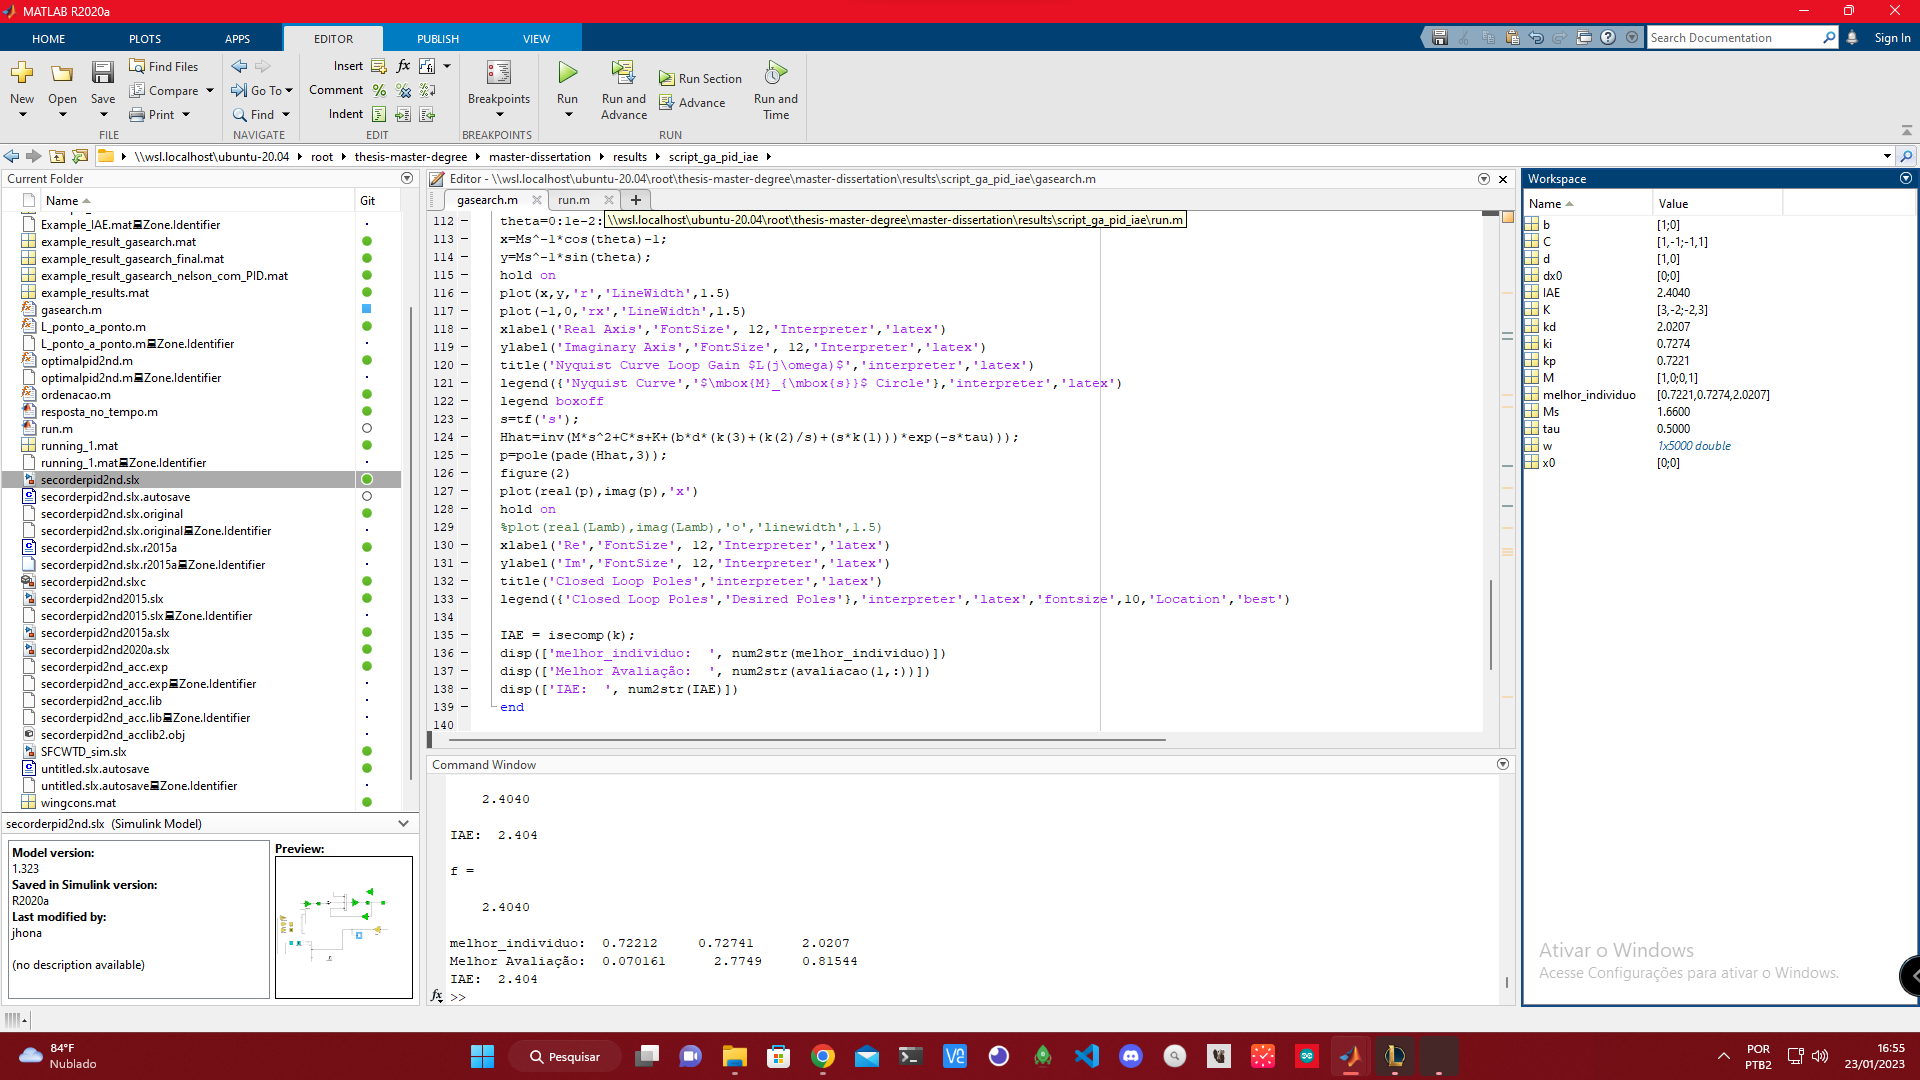 MATLAB R2020a
HOME PLOTS APPS EDITOR PUBLISH VIEW
Search Documentation
Sign In
New Open Save
Find Files
Compare
Print
FILE
Go To
Find
NAVIGATE
Insert
Comment
Indent
EDIT
Breakpoints
BREAKPOINTS
Run
Run and Advance
Run Section
Advance
Run and Time
RUN
\\wsl.localhost\ubuntu-20.04 root thesis-master-degree master-dissertation results script_ga_pid_iae
Current Folder
Name Git
Example_IAE.mat Zone.Identifier
example_result_gasearch.mat
example_result_gasearch_final.mat
example_result_gasearch_nelson_com_PID.mat
example_results.mat
gasearch.m
L_ponto_a_ponto.m
L_ponto_a_ponto.m Zone.Identifier
optimalpid2nd.m
optimalpid2nd.m Zone.Identifier
ordenacao.m
resposta_no_tempo.m
run.m
running_1.mat
running_1.mat Zone.Identifier
secorderpid2nd.slx
secorderpid2nd.slx.autosave
secorderpid2nd.slx.original
secorderpid2nd.slx.original Zone.Identifier
secorderpid2nd.slx.r2015a
secorderpid2nd.slx.r2015a Zone.Identifier
secorderpid2nd.slxc
secorderpid2nd2015.slx
secorderpid2nd2015.slx Zone.Identifier
secorderpid2nd2015a.slx
secorderpid2nd2020a.slx
secorderpid2nd_acc.exp
secorderpid2nd_acc.exp Zone.Identifier
secorderpid2nd_acc.lib
secorderpid2nd_acc.lib Zone.Identifier
secorderpid2nd_acclib2.obj
SFCWTD_sim.slx
untitled.slx.autosave
untitled.slx.autosave Zone.Identifier
wingcons.mat
secorderpid2nd.slx (Simulink Model)
Model version:
1.323
Saved in Simulink version:
R2020a
Last modified by:
jhona
(no description available)
Preview:
Editor - \\wsl.localhost\ubuntu-20.04\root\thesis-master-degree\master-dissertation\results\script_ga_pid_iae\gasearch.m
gasearch.m run.m
\\wsl.localhost\ubuntu-20.04\root\thesis-master-degree\master-dissertation\results\script_ga_pid_iae\run.m
112 theta=0:1e-2:
113 x=Ms^-1*cos(theta)-1;
114 y=Ms^-1*sin(theta);
115 hold on
116 plot(x,y,'r','LineWidth',1.5)
117 plot(-1,0,'rx','LineWidth',1.5)
118 xlabel('Real Axis','FontSize', 12,'Interpreter','latex')
119 ylabel('Imaginary Axis','FontSize', 12,'Interpreter','latex')
120 title('Nyquist Curve Loop Gain $L(j\omega)$','interpreter','latex')
121 legend({'Nyquist Curve','$\mbox{M}_{\mbox{s}}$ Circle'},'interpreter','latex')
122 legend boxoff
123 s=tf('s');
124 Hhat=inv(M*s^2+C*s+K+(b*d*(k(3)+(k(2)/s)+(s*k(1)))*exp(-s*tau)));
125 p=pole(pade(Hhat,3));
126 figure(2)
127 plot(real(p),imag(p),'x')
128 hold on
129 %plot(real(Lamb),imag(Lamb),'o','linewidth',1.5)
130 xlabel('Re','FontSize', 12,'Interpreter','latex')
131 ylabel('Im','FontSize', 12,'Interpreter','latex')
132 title('Closed Loop Poles','interpreter','latex')
133 legend({'Closed Loop Poles','Desired Poles'},'interpreter','latex','fontsize',10,'Location','best')
134
135 IAE = isecomp(k);
136 disp(['melhor_individuo:  ', num2str(melhor_individuo)])
137 disp(['Melhor Avaliação:  ', num2str(avaliacao(1,:))])
138 disp(['IAE:  ', num2str(IAE)])
139 end
140
Command Window
2.4040
IAE:  2.404
f =
2.4040
melhor_individuo:  0.72212 0.72741 2.0207
Melhor Avaliação:  0.070161 2.7749 0.81544
IAE:  2.404
fx >>
Workspace
Name Value
b [1;0]
C [1,-1;-1,1]
d [1,0]
dx0 [0;0]
IAE 2.4040
K [3,-2;-2,3]
kd 2.0207
ki 0.7274
kp 0.7221
M [1,0;0,1]
melhor_individuo [0.7221,0.7274,2.0207]
Ms 1.6600
tau 0.5000
w 1x5000 double
x0 [0;0]
Ativar o Windows
Acesse Configurações para ativar o Windows.
84°F
Nublado
Pesquisar
POR
PTB2
16:55
23/01/2023